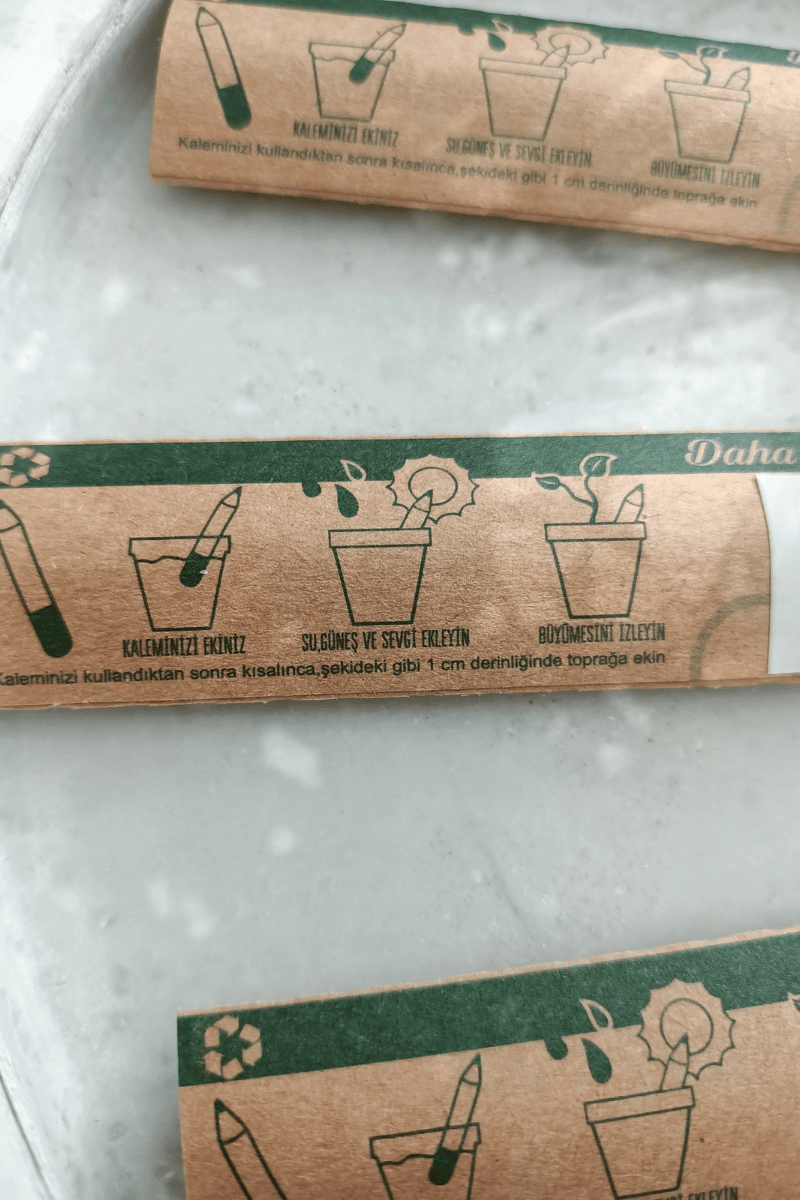 KALEMİNİZİ EKİNİZ
SU,GÜNEŞ VE SEVGİ EKLEYİN
BÜYÜMESİNİ İZLEYİN
Kaleminizi kullandıktan sonra kısalınca,şekideki gibi 1 cm derinliğinde toprağa ekin
Daha
KALEMİNİZİ EKİNİZ
SU,GÜNEŞ VE SEVGİ EKLEYİN
BÜYÜMESİNİ İZLEYİN
Kaleminizi kullandıktan sonra kısalınca,şekideki gibi 1 cm derinliğinde toprağa ekin
EKLEYİN